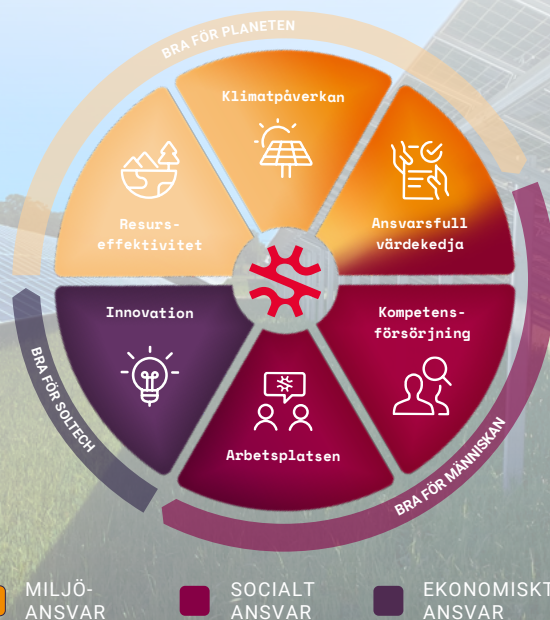 BRA FÖR PLANETEN
Klimatpåverkan
Resurs-
effektivitet
Ansvarsfull
värdekedja
Innovation
Kompetens-
försörjning
Arbetsplatsen
BRA FÖR SOLTECH
BRA FÖR MÄNNISKAN
MILJÖ-
ANSVAR
SOCIALT
ANSVAR
EKONOMISKT
ANSVAR